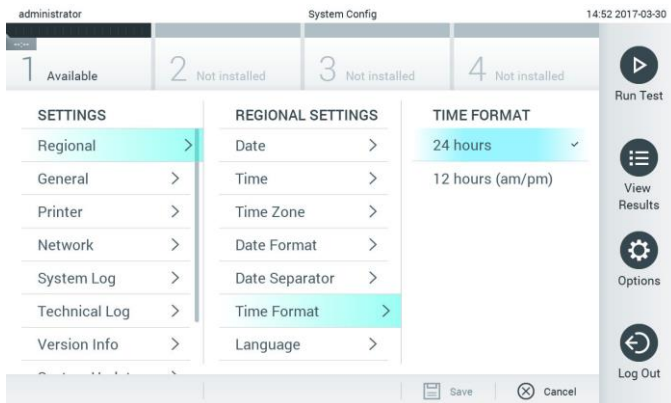 administrator System Config 14:52 2017-03-30
--:--
1 Available 2 Not installed 3 Not installed 4 Not installed
Run Test
SETTINGS REGIONAL SETTINGS TIME FORMAT
Regional Date 24 hours
General Time 12 hours (am/pm)
View
Results
Printer Time Zone
Network Date Format
System Log Date Separator
Options
Technical Log Time Format
Version Info Language
Log Out
Save Cancel